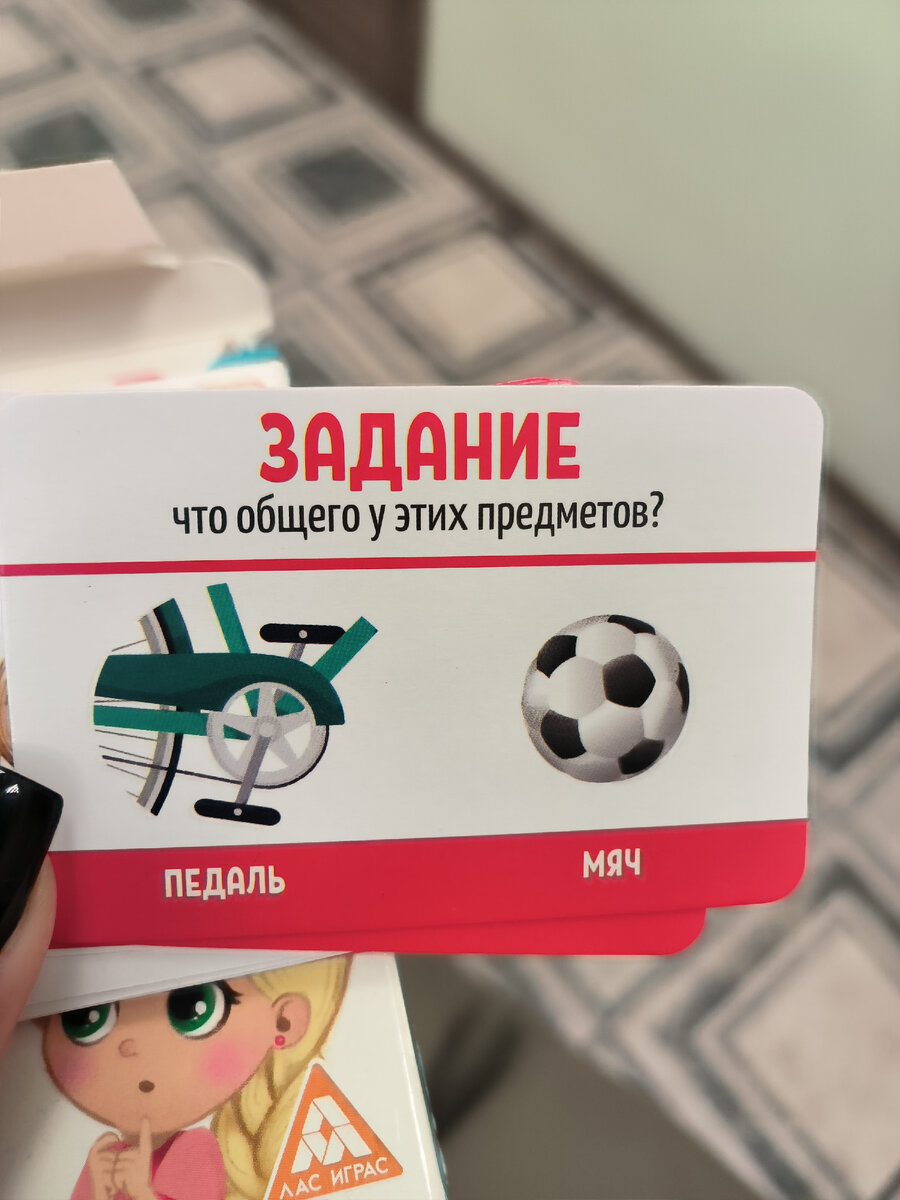 ЗАДАНИЕ
что общего у этих предметов?
ПЕДАЛЬ
МЯЧ
ЛАС ИГРАС